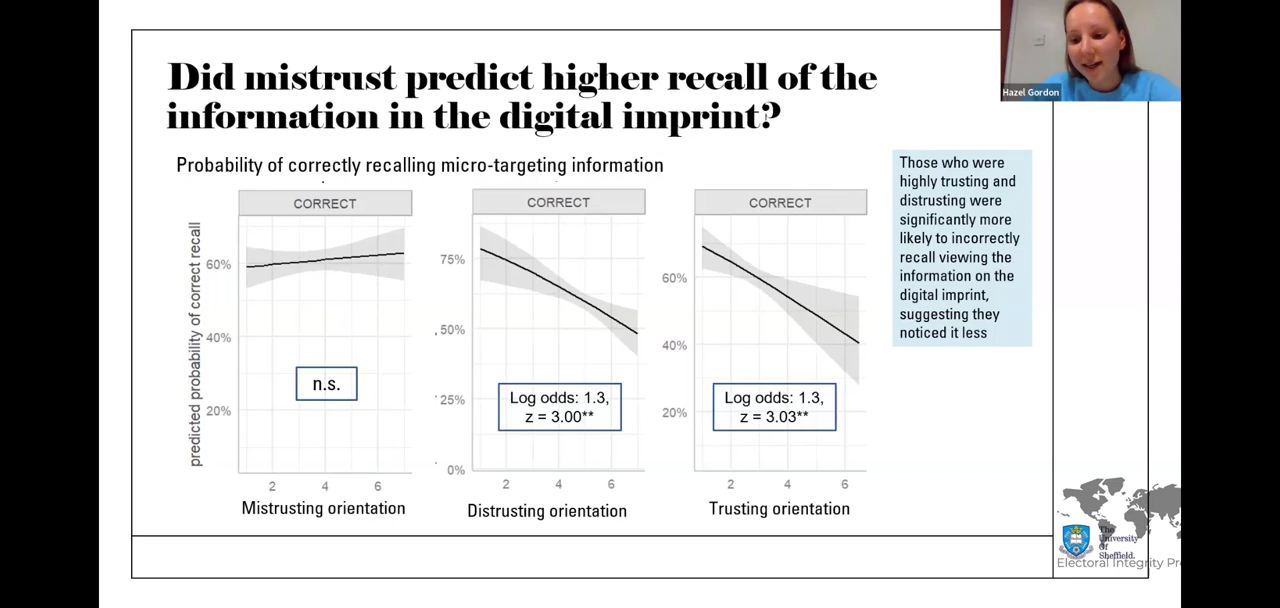 Hazel Gordon
Did mistrust predict higher recall of the
information in the digital imprint?
Probability of correctly recalling micro-targeting information
predicted probability of correct recall
CORRECT
60%
40%
20%
n.s.
2 4 6
Mistrusting orientation
CORRECT
75%
50%
25%
0%
Log odds: 1.3,
z = 3.00**
2 4 6
Distrusting orientation
CORRECT
60%
40%
20%
Log odds: 1.3,
z = 3.03**
2 4 6
Trusting orientation
Those who were
highly trusting and
distrusting were
significantly more
likely to incorrectly
recall viewing the
information on the
digital imprint,
suggesting they
noticed it less
The
University
Of
Sheffield.
Electoral Integrity Pr